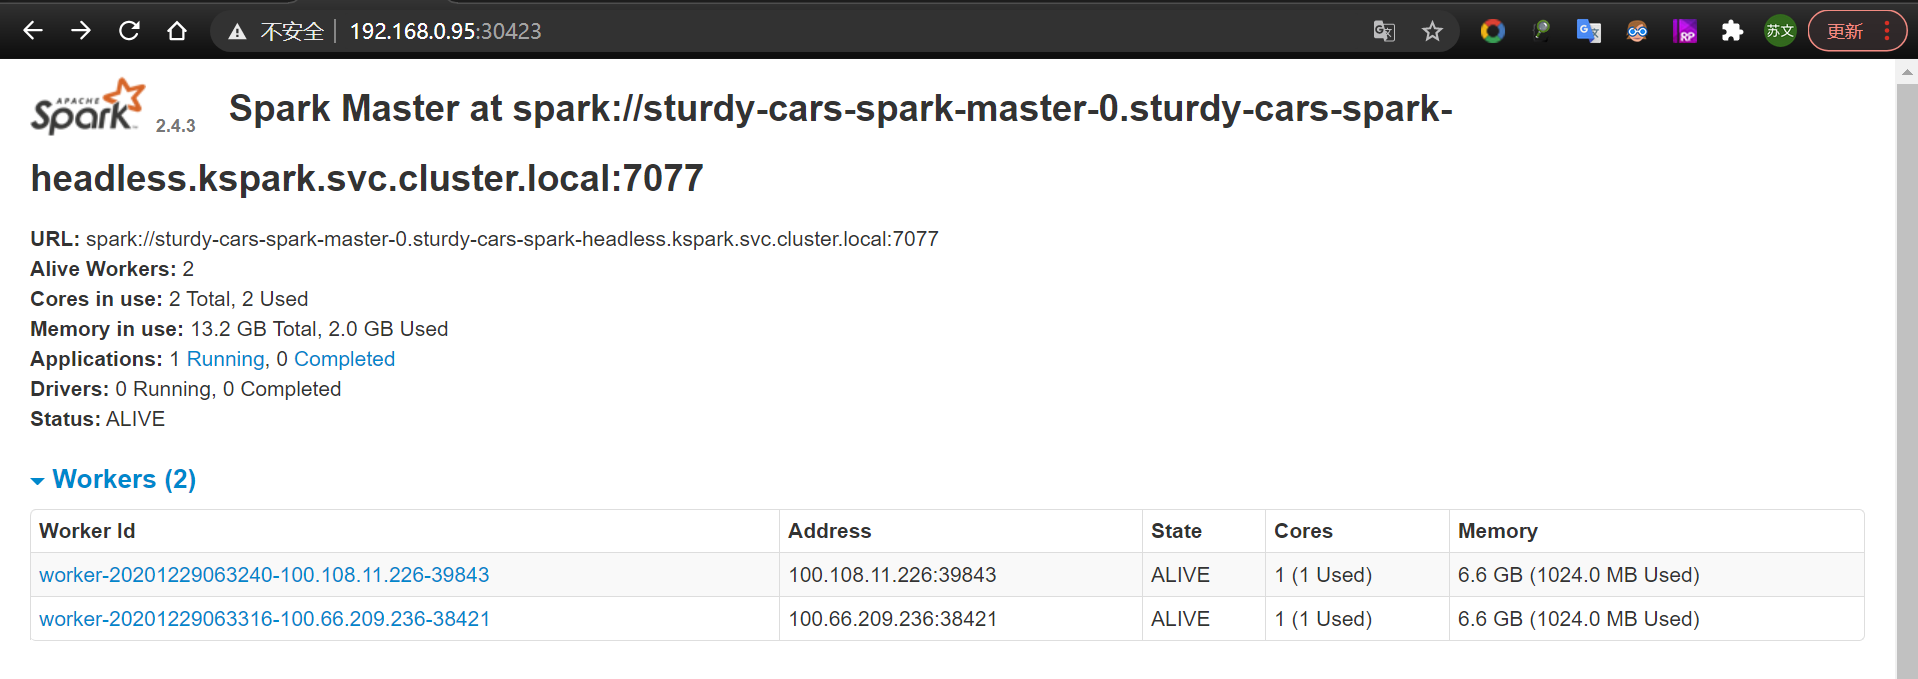 不安全 192.168.0.95:30423
苏文
更新
RP
APACHE
Spark 2.4.3
Spark Master at spark://sturdy-cars-spark-master-0.sturdy-cars-spark-
headless.kspark.svc.cluster.local:7077
URL: spark://sturdy-cars-spark-master-0.sturdy-cars-spark-headless.kspark.svc.cluster.local:7077
Alive Workers: 2
Cores in use: 2 Total, 2 Used
Memory in use: 13.2 GB Total, 2.0 GB Used
Applications: 1 Running, 0 Completed
Drivers: 0 Running, 0 Completed
Status: ALIVE
Workers (2)
Worker Id Address State Cores Memory
worker-20201229063240-100.108.11.226-39843 100.108.11.226:39843 ALIVE 1 (1 Used) 6.6 GB (1024.0 MB Used)
worker-20201229063316-100.66.209.236-38421 100.66.209.236:38421 ALIVE 1 (1 Used) 6.6 GB (1024.0 MB Used)